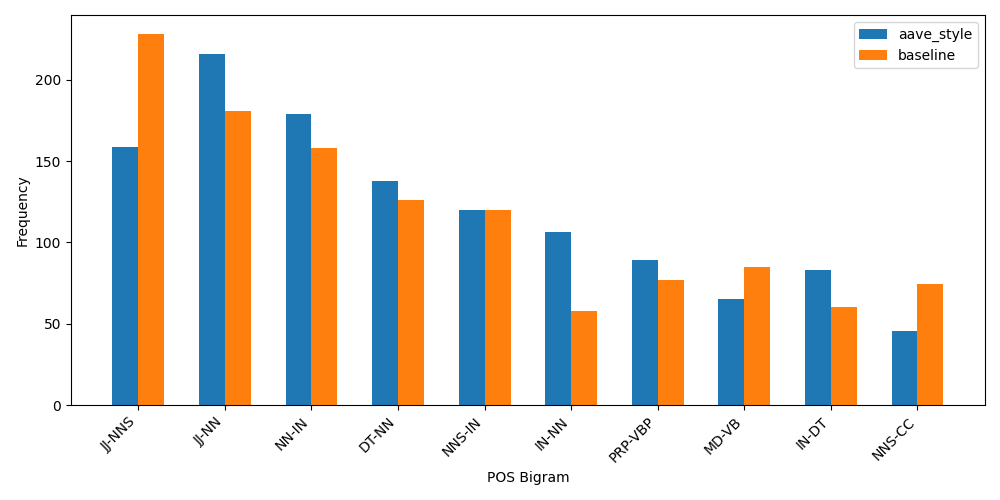 aave_style
baseline
Frequency
200
150
100
50
0
JJ-NNS
JJ-NN
NN-IN
DT-NN
NNS-IN
IN-NN
PRP-VBP
MD-VB
IN-DT
NNS-CC
POS Bigram